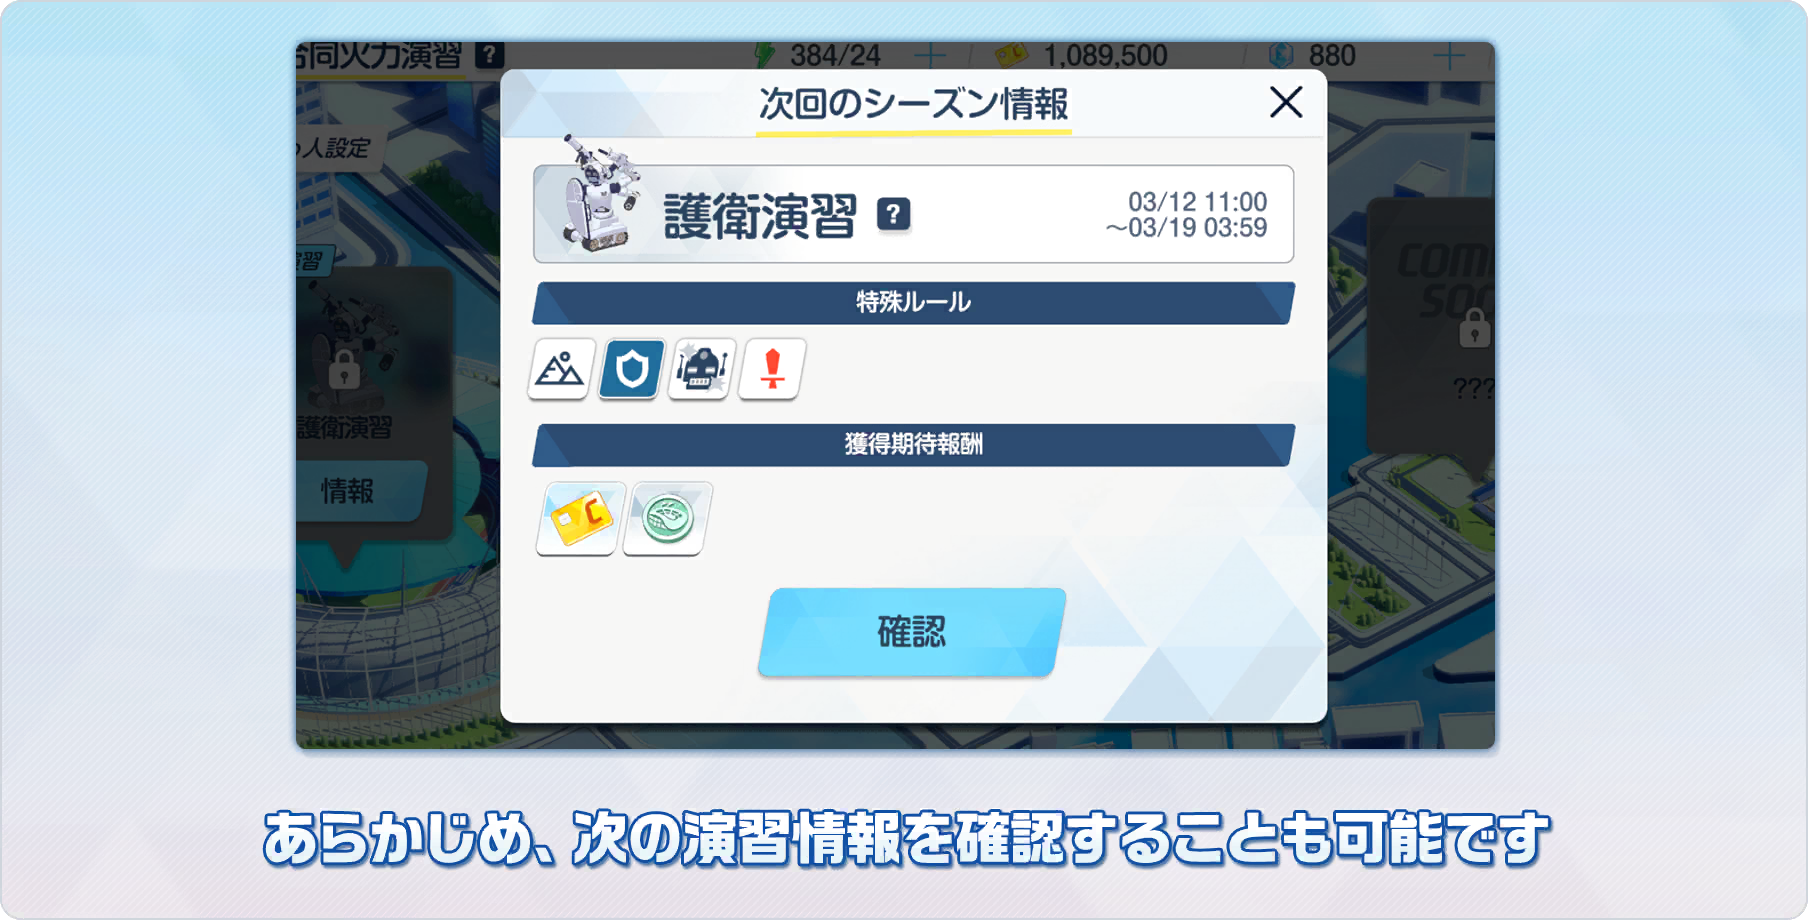 合同火力演習 ?
384/24
1,089,500
880
次回のシーズン情報
人設定
護衛演習 ?
03/12 11:00
～03/19 03:59
習
特殊ルール
???
護衛演習
獲得期待報酬
情報
確認
あらかじめ、次の演習情報を確認することも可能です